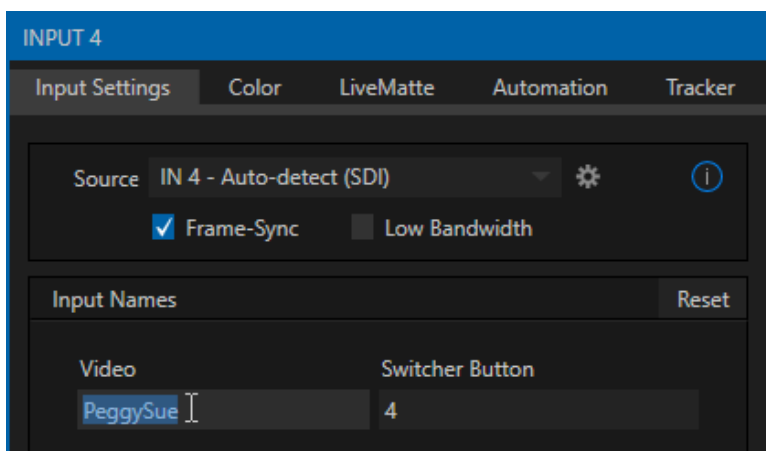 INPUT 4
Input Settings Color LiveMatte Automation Tracker
Source IN 4 - Auto-detect (SDI)
Frame-Sync Low Bandwidth
Input Names Reset
Video Switcher Button
PeggySue 4